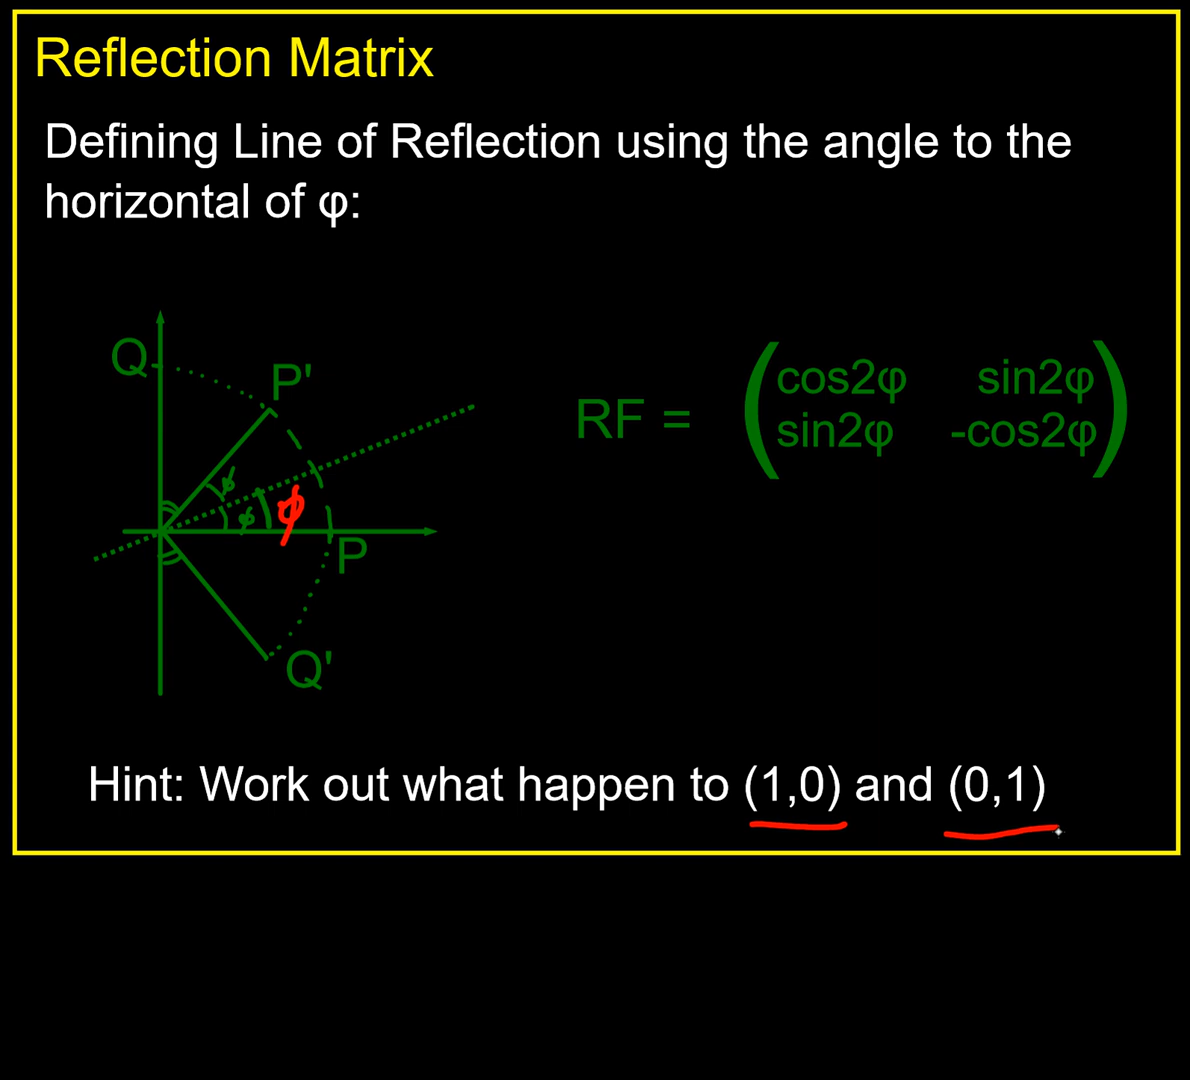 Reflection Matrix
Defining Line of Reflection using the angle to the
horizontal of φ:
Q
P'
RF =
cos2φ sin2φ
sin2φ -cos2φ
ϕ
ϕ
ϕ
P
Q'
Hint: Work out what happen to (1,0) and (0,1)